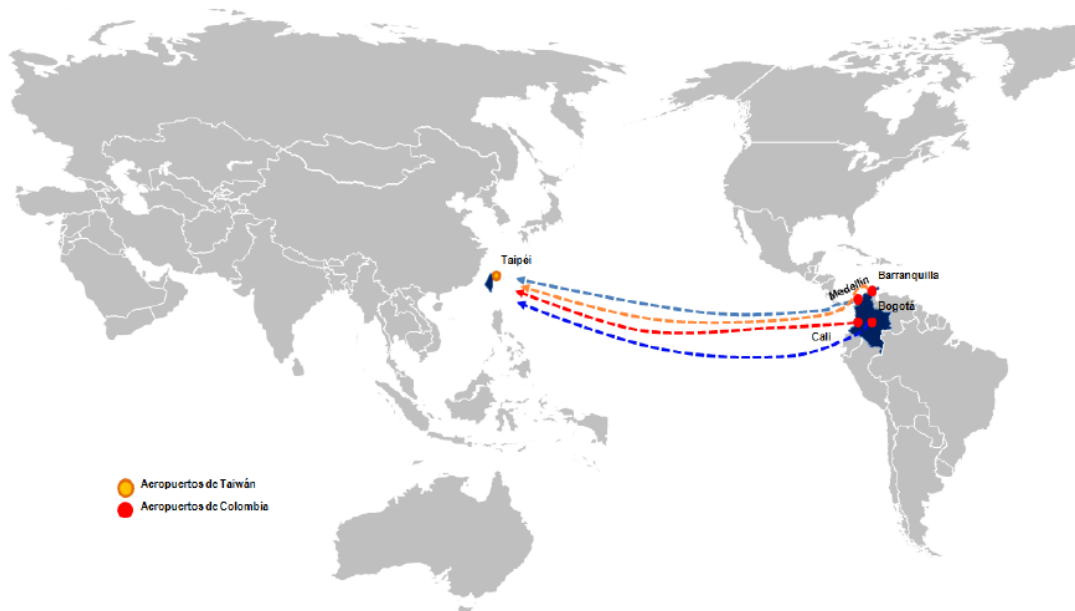 Taipéi
Barranquilla
Medellín
Bogotá
Cali
Aeropuertos de Taiwán
Aeropuertos de Colombia